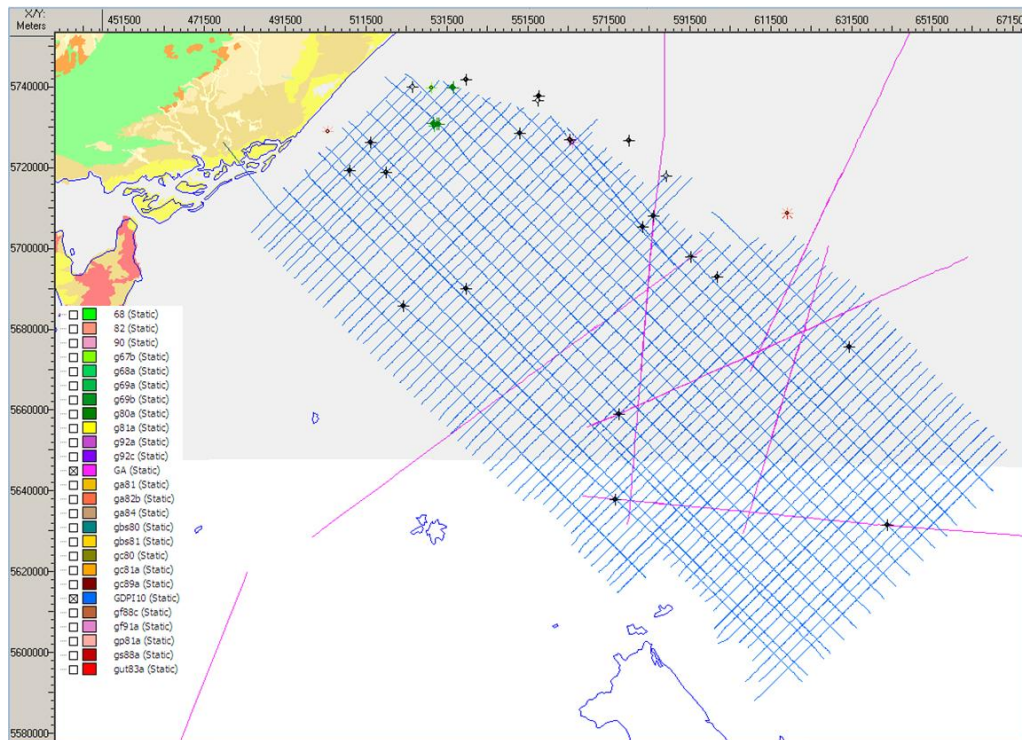 X/Y:
Meters
451500 471500 491500 511500 531500 551500 571500 591500 611500 631500 651500 6715
5740000
5720000
5700000
5680000
68 (Static)
82 (Static)
90 (Static)
g67b (Static)
g68a (Static)
5660000
g69a (Static)
g69b (Static)
g80a (Static)
g81a (Static)
g92a (Static)
g92c (Static)
5640000
GA (Static)
ga81 (Static)
ga82b (Static)
ga84 (Static)
gbs80 (Static)
5620000
gbs81 (Static)
gc80 (Static)
gc81a (Static)
gc89a (Static)
GDPI10 (Static)
5600000
gf88c (Static)
gf91a (Static)
gp81a (Static)
gs88a (Static)
gut83a (Static)
5580000